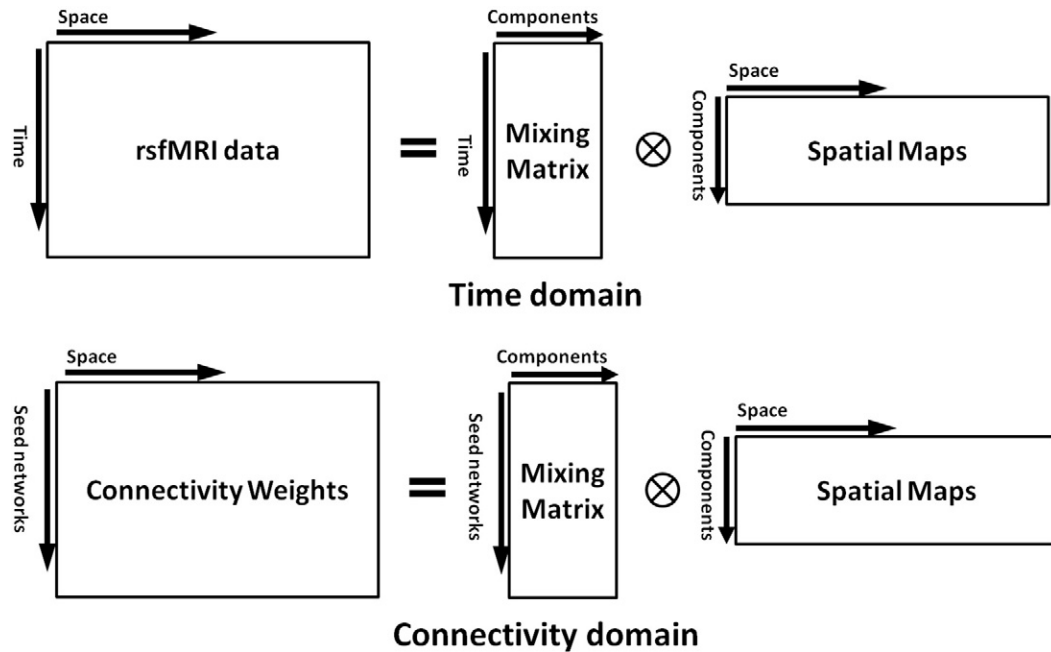 Space
Time
rsfMRI data
=
Components
Time
Mixing
Matrix
⊗
Space
Components
Spatial Maps
Time domain
Space
Seed networks
Connectivity Weights
=
Components
Seed networks
Mixing
Matrix
⊗
Space
Components
Spatial Maps
Connectivity domain